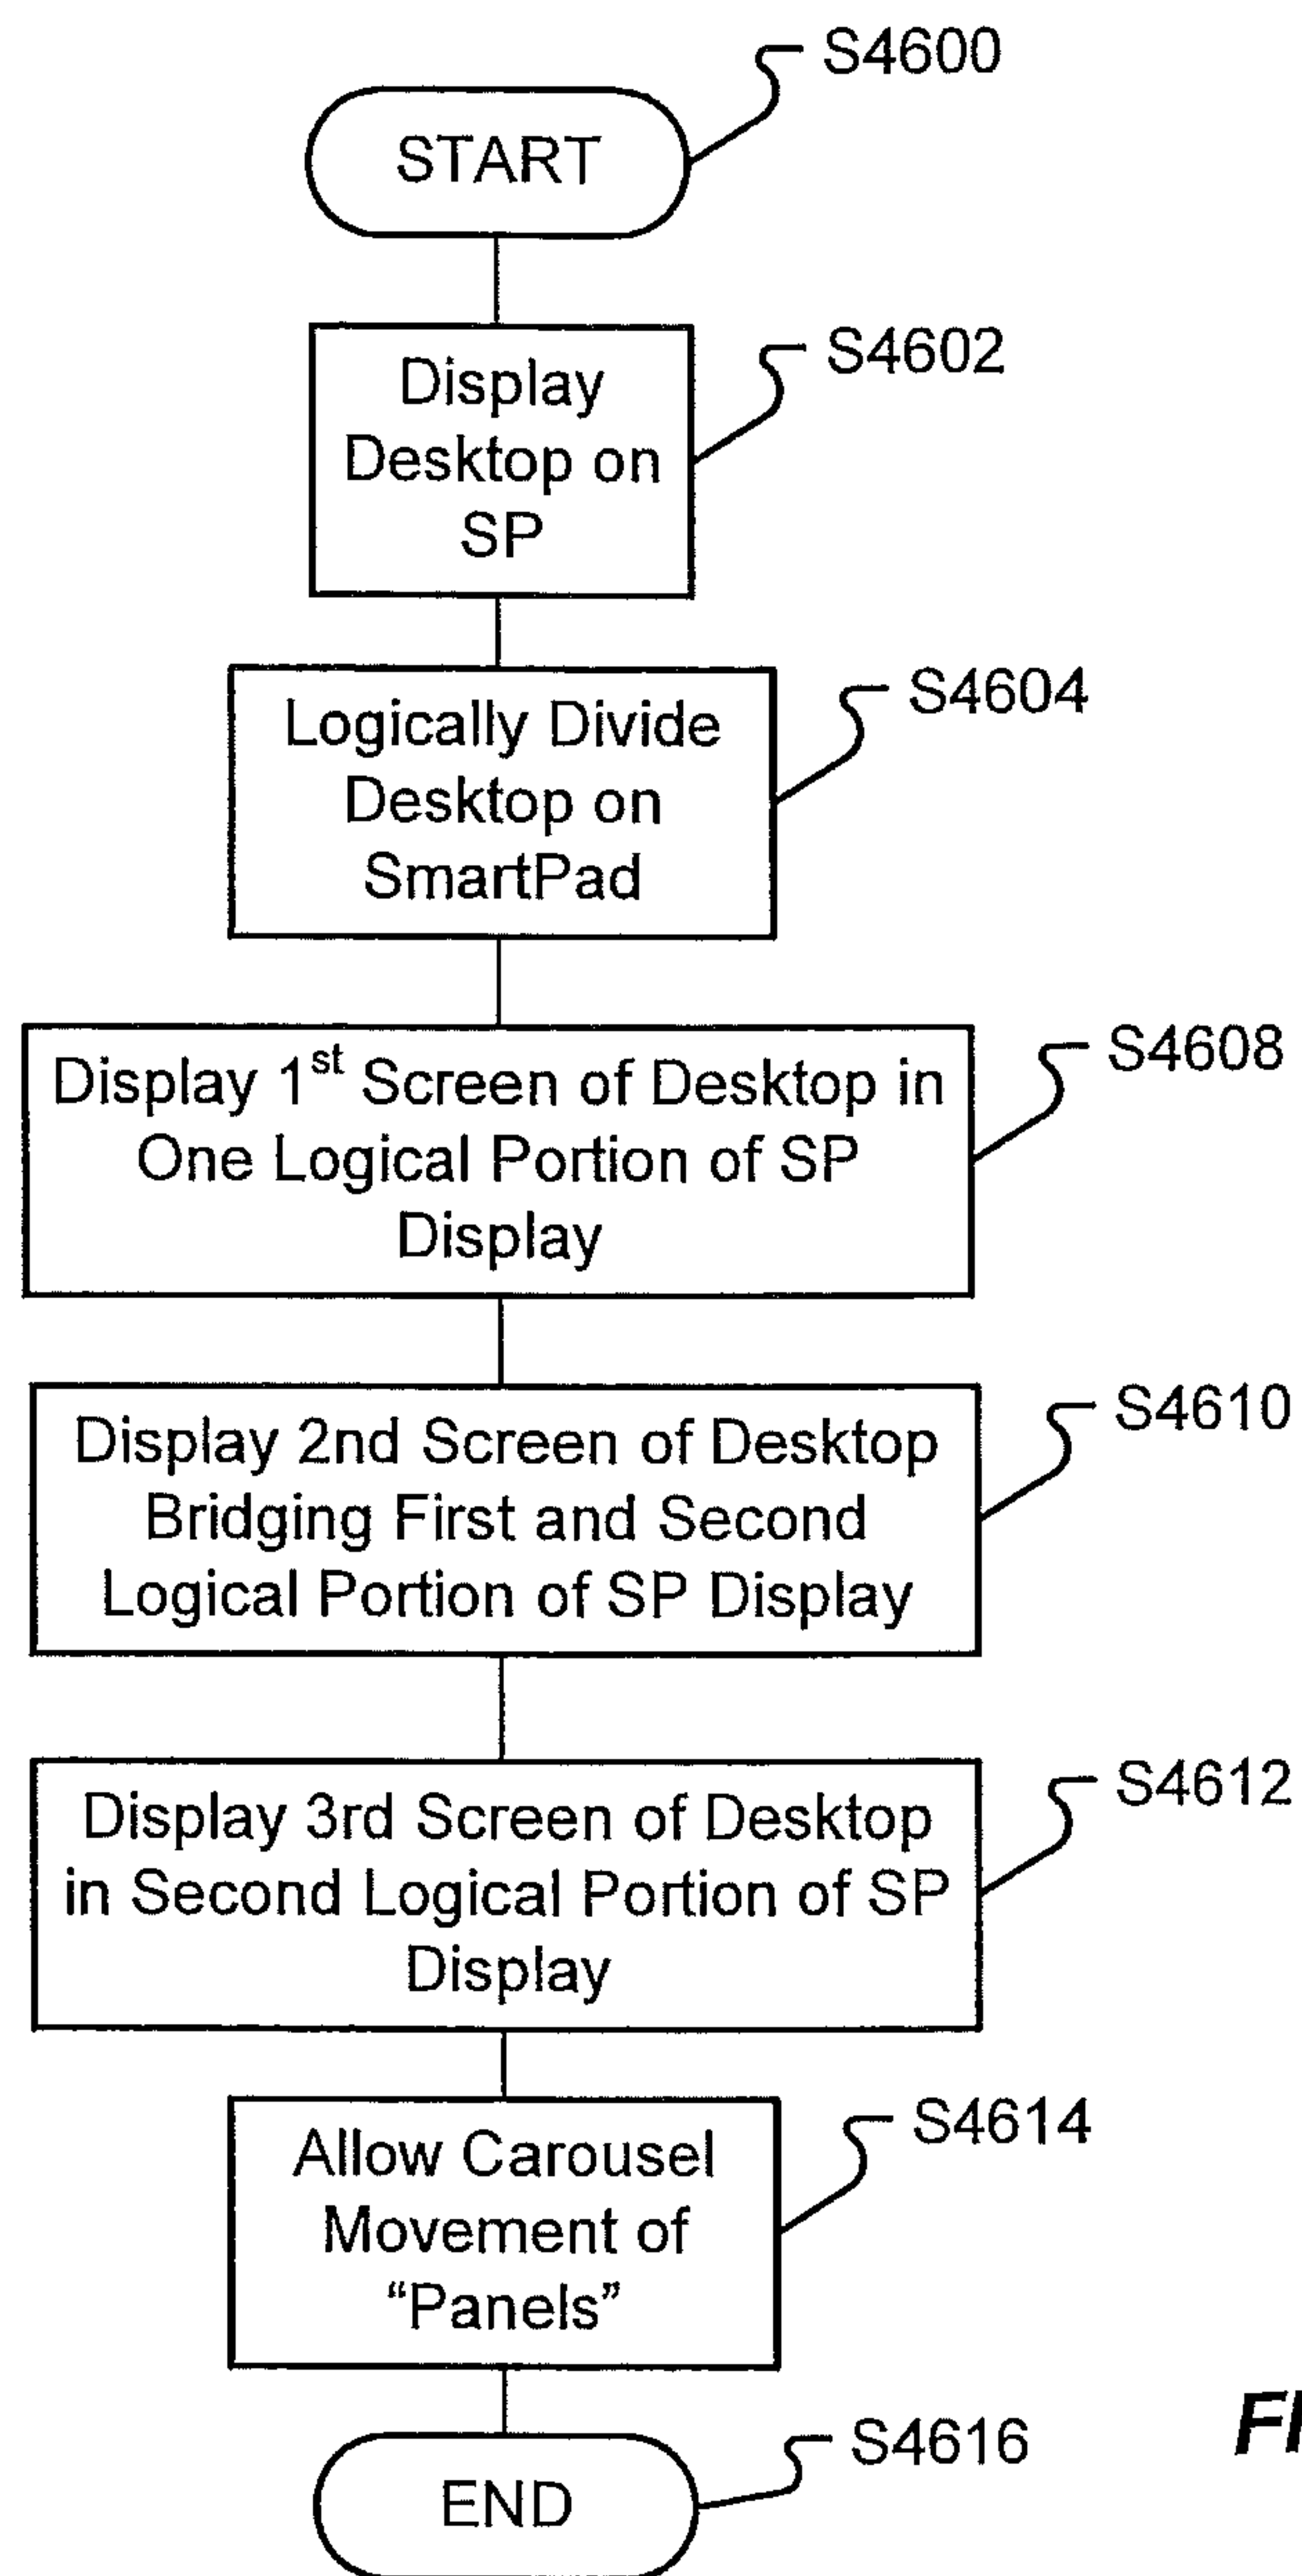 S4600
START
S4602
Display
Desktop on
SP
S4604
Logically Divide
Desktop on
SmartPad
S4608
Display 1st Screen of Desktop in
One Logical Portion of SP
Display
S4610
Display 2nd Screen of Desktop
Bridging First and Second
Logical Portion of SP Display
S4612
Display 3rd Screen of Desktop
in Second Logical Portion of SP
Display
S4614
Allow Carousel
Movement of
“Panels”
S4616
END